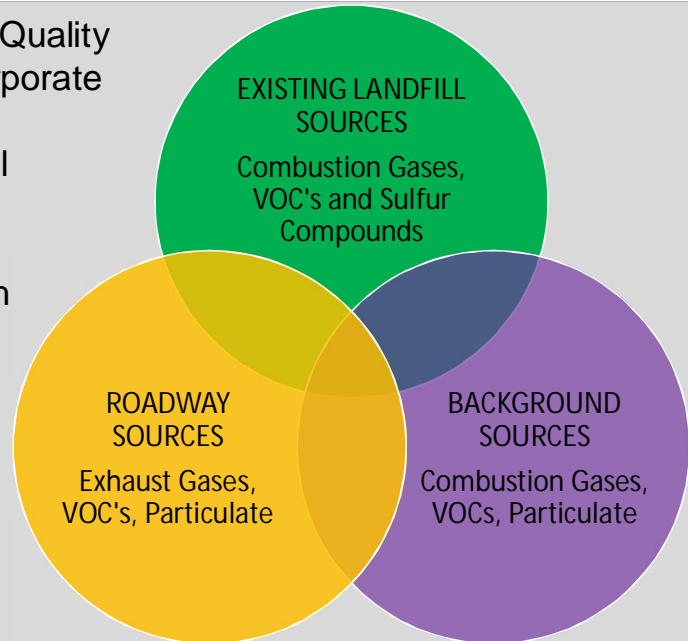 Quality
EXISTING LANDFILL
SOURCES
Combustion Gases,
VOC's and Sulfur
Compounds
ROADWAY
SOURCES
Exhaust Gases,
VOC's, Particulate
BACKGROUND
SOURCES
Combustion Gases,
VOCs, Particulate